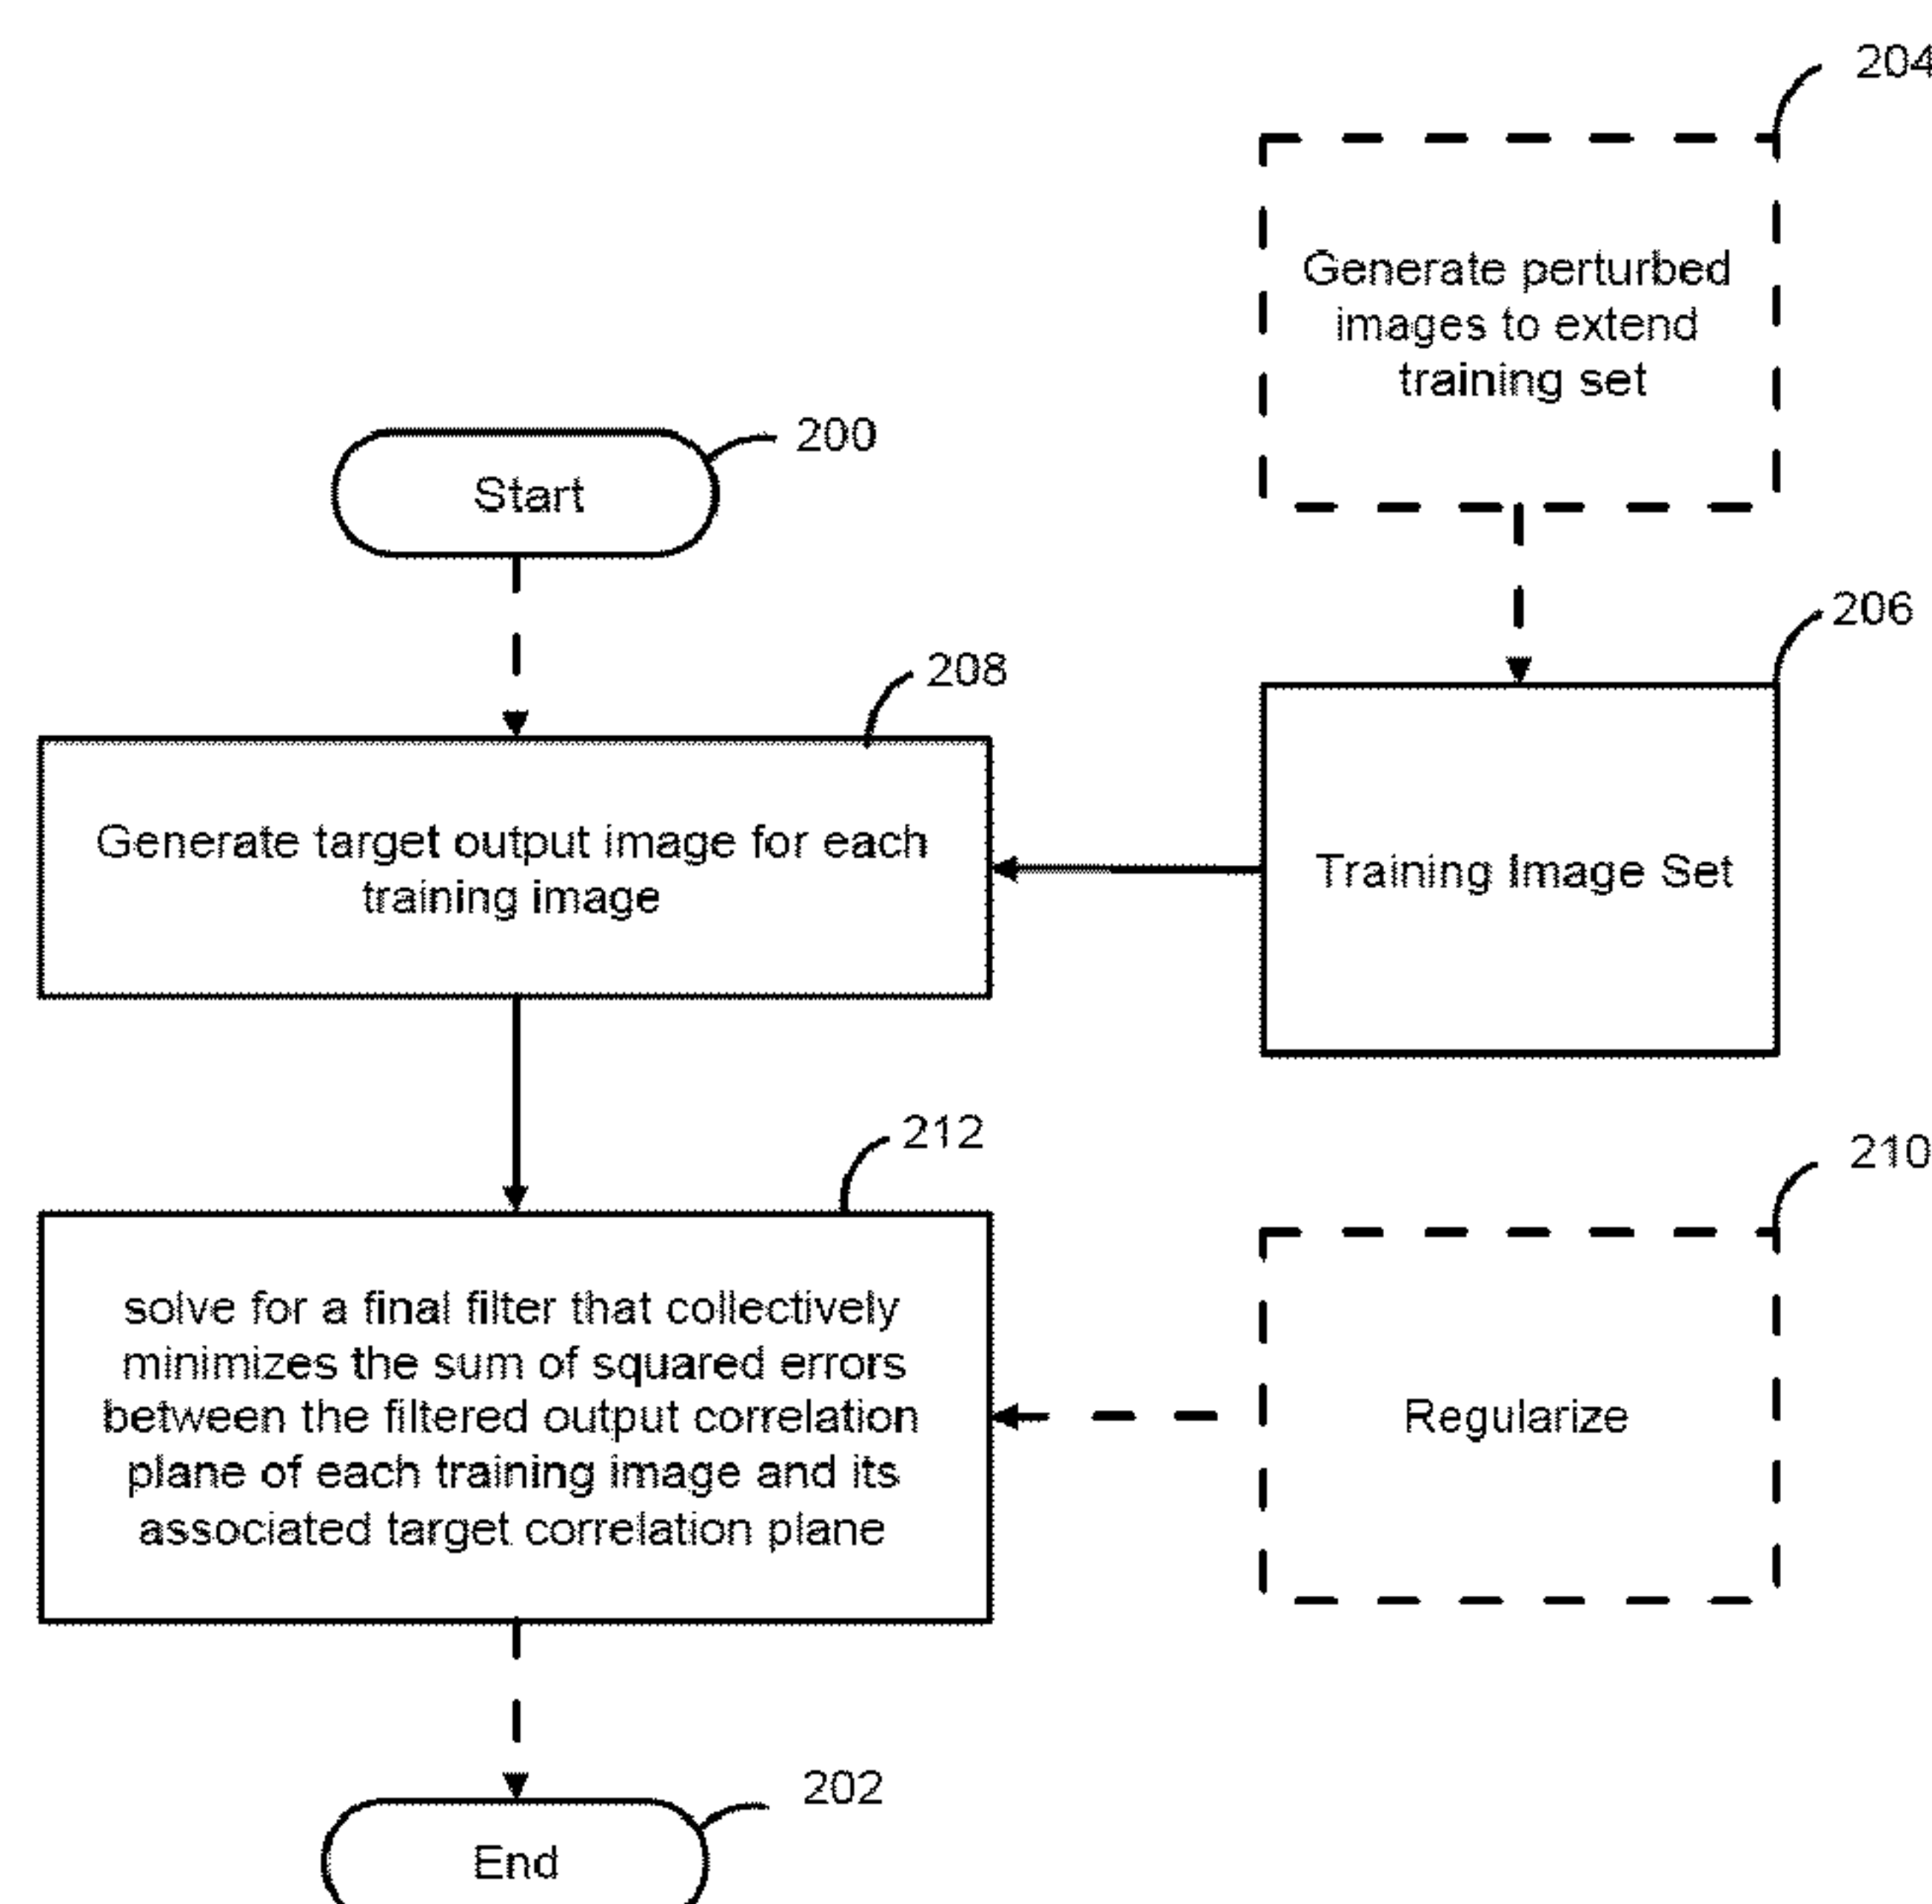 204
Generate perturbed
images to extend
training set
200
Start
206
208
Generate target output image for each
training image
Training Image Set
212
210
solve for a final filter that collectively
minimizes the sum of squared errors
between the filtered output correlation
plane of each training image and its
associated target correlation plane
Regularize
202
End